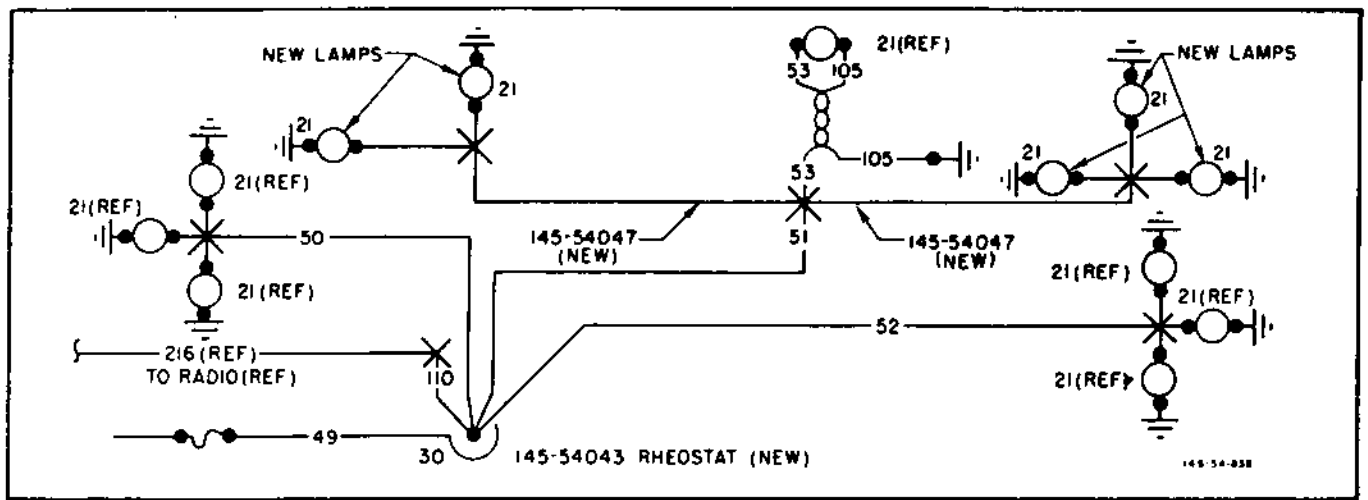 NEW LAMPS
21
21
21(REF)
53 105
53
105
NEW LAMPS
21
21
21
21(REF)
21(REF)
21(REF)
50
145-54047
(NEW)
51
145-54047
(NEW)
21(REF)
21(REF)
21(REF)
52
216(REF)
TO RADIO(REF)
110
49
30
145-54043 RHEOSTAT (NEW)